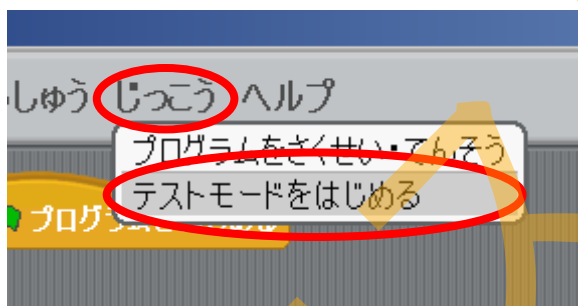 しゅう じっこう ヘルプ
プログラムをさくせい・てんそう
テストモードをはじめる
プログ